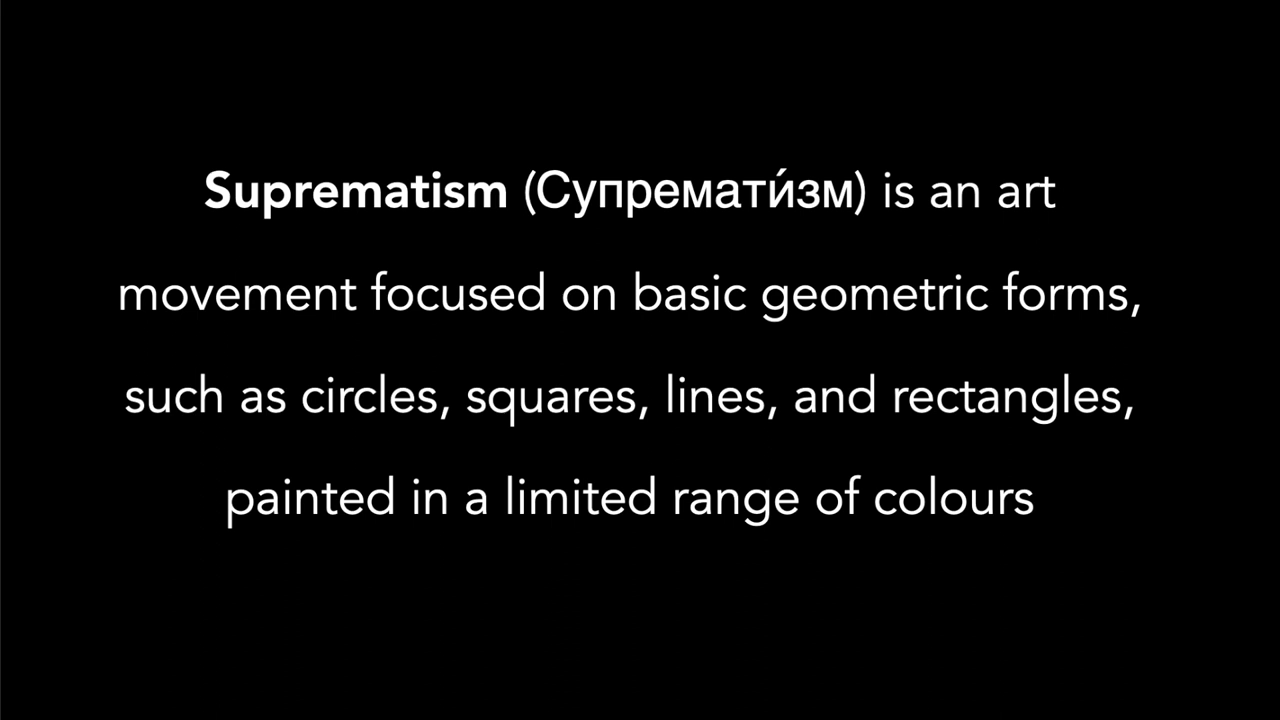 Suprematism (Супремати́зм) is an art
movement focused on basic geometric forms,
such as circles, squares, lines, and rectangles,
painted in a limited range of colours